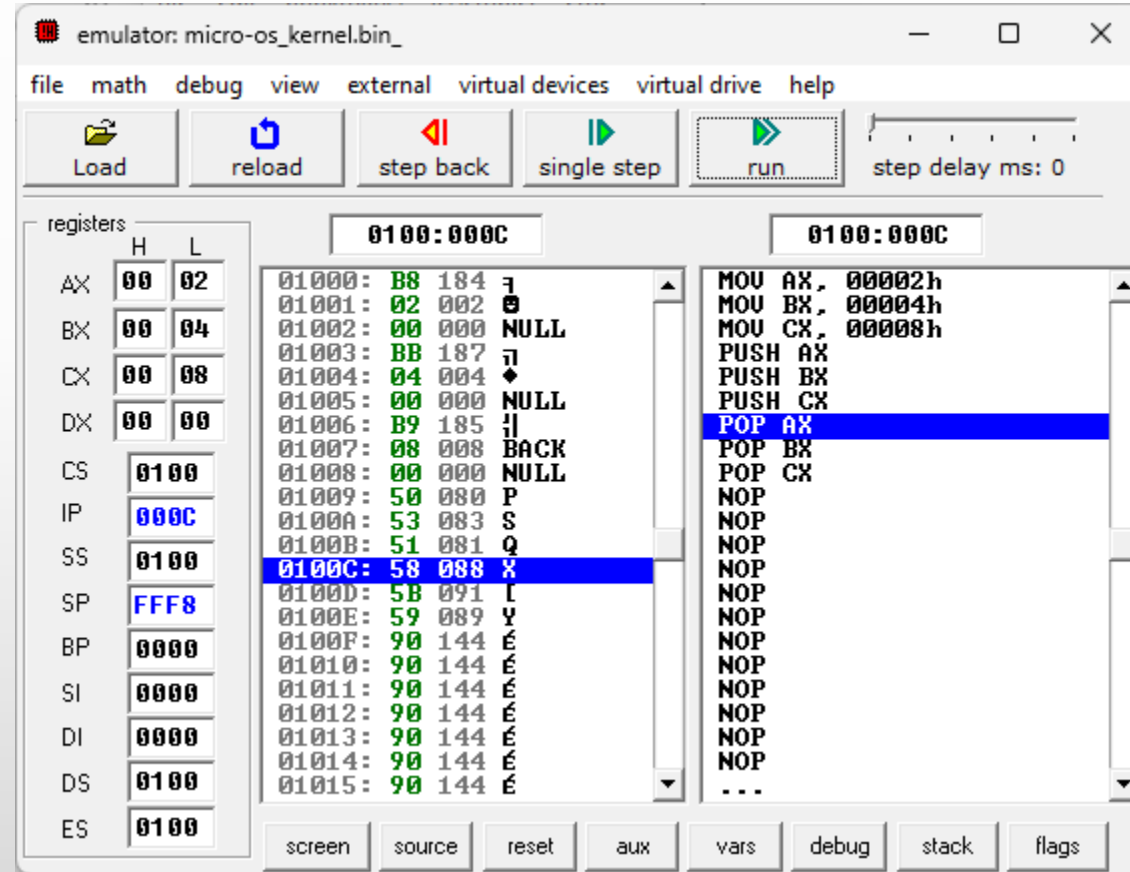 emulator: micro-os_kernel.bin_
file math debug view external virtual devices virtual drive help
Load reload step back single step run step delay ms: 0
registers
H L
AX 00 02
BX 00 04
CX 00 08
DX 00 00
CS 0100
IP 000C
SS 0100
SP FFF8
BP 0000
SI 0000
DI 0000
DS 0100
ES 0100
0100:000C
01000: B8 184 ╕
01001: 02 002 ☻
01002: 00 000 NULL
01003: BB 187 ╗
01004: 04 004 ♦
01005: 00 000 NULL
01006: B9 185 ╣
01007: 08 008 BACK
01008: 00 000 NULL
01009: 50 080 P
0100A: 53 083 S
0100B: 51 081 Q
0100C: 58 088 X
0100D: 5B 091 [
0100E: 59 089 Y
0100F: 90 144 É
01010: 90 144 É
01011: 90 144 É
01012: 90 144 É
01013: 90 144 É
01014: 90 144 É
01015: 90 144 É
0100:000C
MOV AX, 00002h
MOV BX, 00004h
MOV CX, 00008h
PUSH AX
PUSH BX
PUSH CX
POP AX
POP BX
POP CX
NOP
NOP
NOP
NOP
NOP
NOP
NOP
NOP
NOP
NOP
NOP
NOP
...
screen source reset aux vars debug stack flags